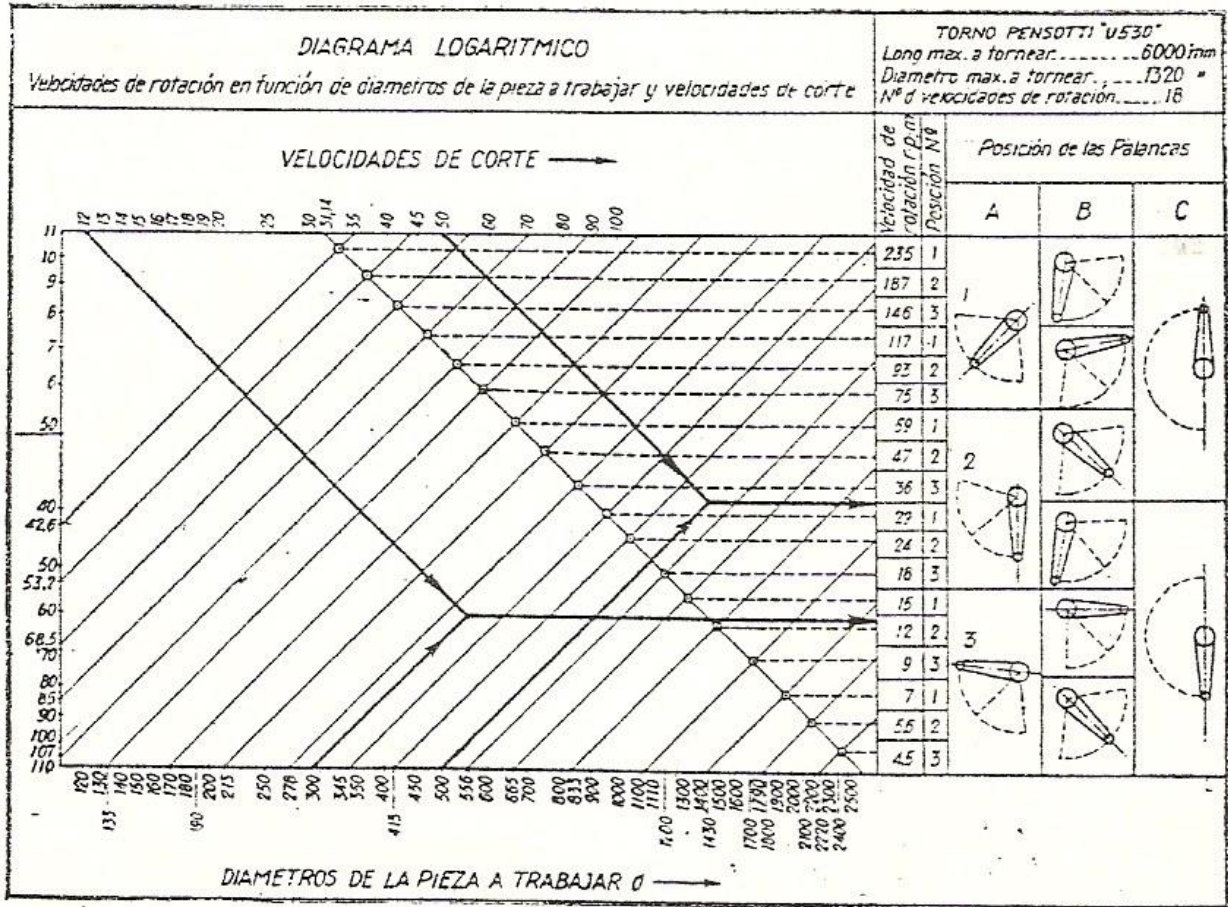 DIAGRAMA LOGARITMICO
Velocidades de rotación en función de diametros de la pieza a trabajar y velocidades de corte
TORNO PENSOTTI "U530"
Long max. a tornear 6000 mm
Diametro max. a tornear 1320 "
Nº d velocidades de rotación 18
VELOCIDADES DE CORTE
Velocidad de rotación r.p.m
Posición Nº
Posición de las Palancas
A B C
12 13 14 15 16 17 18 19 20 25 30 31,14 35 40 45 50 60 70 80 90 100
11
10
9
8
7
6
50
40
42.6
50
53.2
60
68.5
70
80
85
90
100
107
110
235 1
187 2
146 3
117 1
93 2
75 3
59 1
47 2
36 3
29 1
24 2
18 3
15 1
12 2
9 3
7 1
5.6 2
4.5 3
1
2
3
120 130 140 150 160 170 180 200 215 250 278 300 345 350 400 450 500 556 600 665 700 800 833 900 1000 1100 1110 1300 1400 1500 1600 1790 1900 2000 2200 2300 2500
133 190 415 1430 1700 1800 2100 2220 2400
DIAMETROS DE LA PIEZA A TRABAJAR Ø